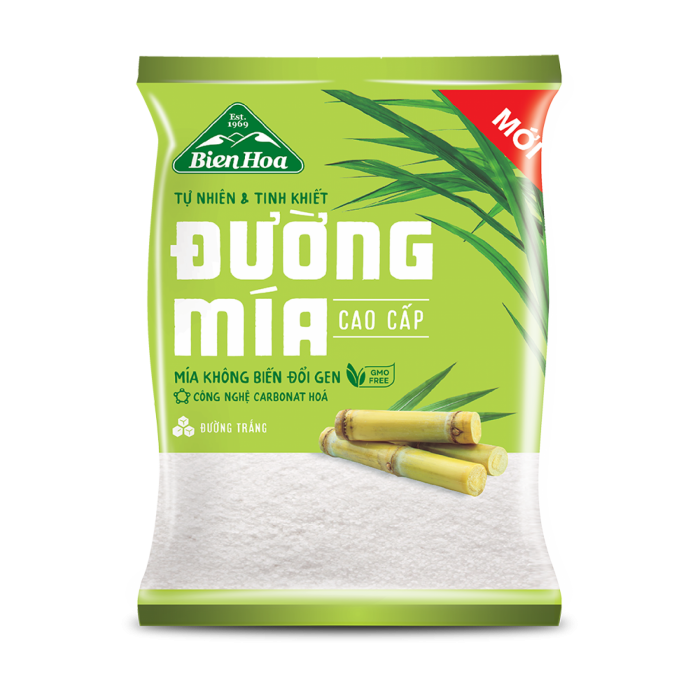 Est.
1969
Bien Hoa
MỚI
TỰ NHIÊN & TINH KHIẾT
ĐƯỜNG
MÍA
CAO CẤP
MÍA KHÔNG BIẾN ĐỔI GEN
GMO
FREE
CÔNG NGHỆ CARBONAT HOÁ
ĐƯỜNG TRẮNG